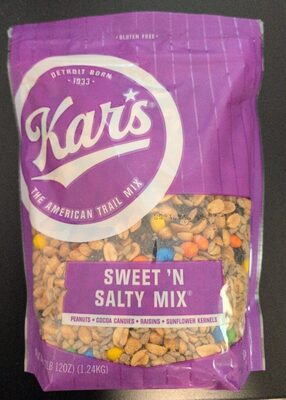 • GLUTEN FREE •
DETROIT BORN
• 1933 •
Kar's
THE AMERICAN TRAIL MIX
SWEET 'N
SALTY MIX®
PEANUTS • COCOA CANDIES • RAISINS • SUNFLOWER KERNELS
12OZ) (1.24KG)